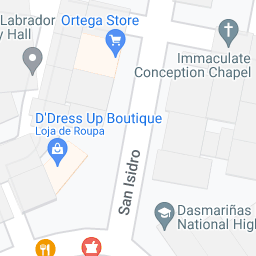 Labrador
y Hall
Ortega Store
Immaculate
Conception Chapel
D'Dress Up Boutique
Loja de Roupa
San Isidro
Dasmariñas
National High